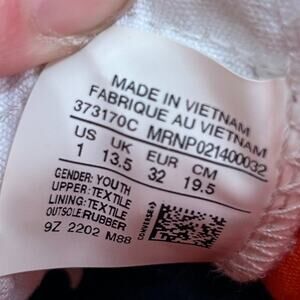 MADE IN VIETNAM
FABRIQUE AU VIETNAM
373170C MRNP021400032
US UK EUR CM
1 13.5 32 19.5
GENDER: YOUTH
UPPER: TEXTILE
LINING: TEXTILE
OUTSOLE: RUBBER
9Z 2202 M88
CONVERSE